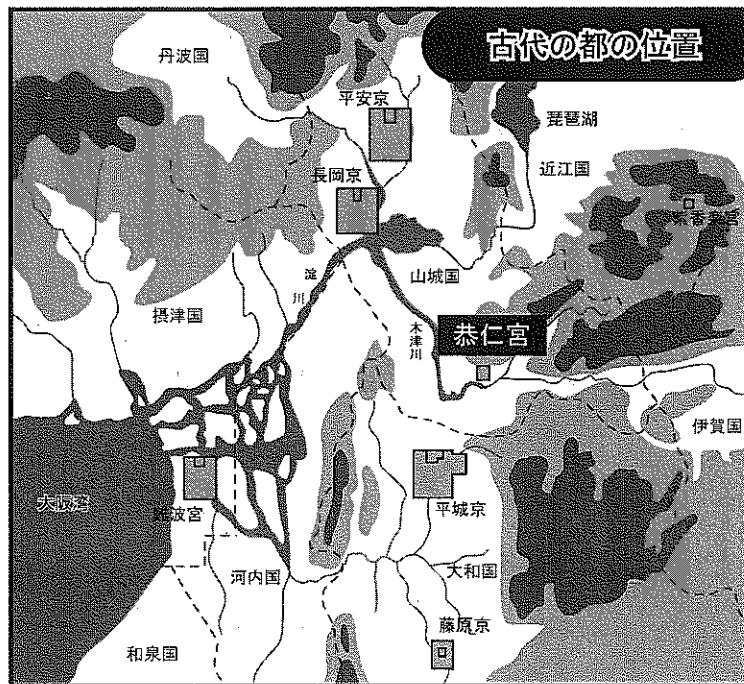 古代の都の位置
丹波国
平安京
琵琶湖
近江国
長岡京
紫香楽宮
山城国
淀川
摂津国
木津川
恭仁宮
伊賀国
大阪湾
難波宮
平城京
河内国
大和国
藤原京
和泉国